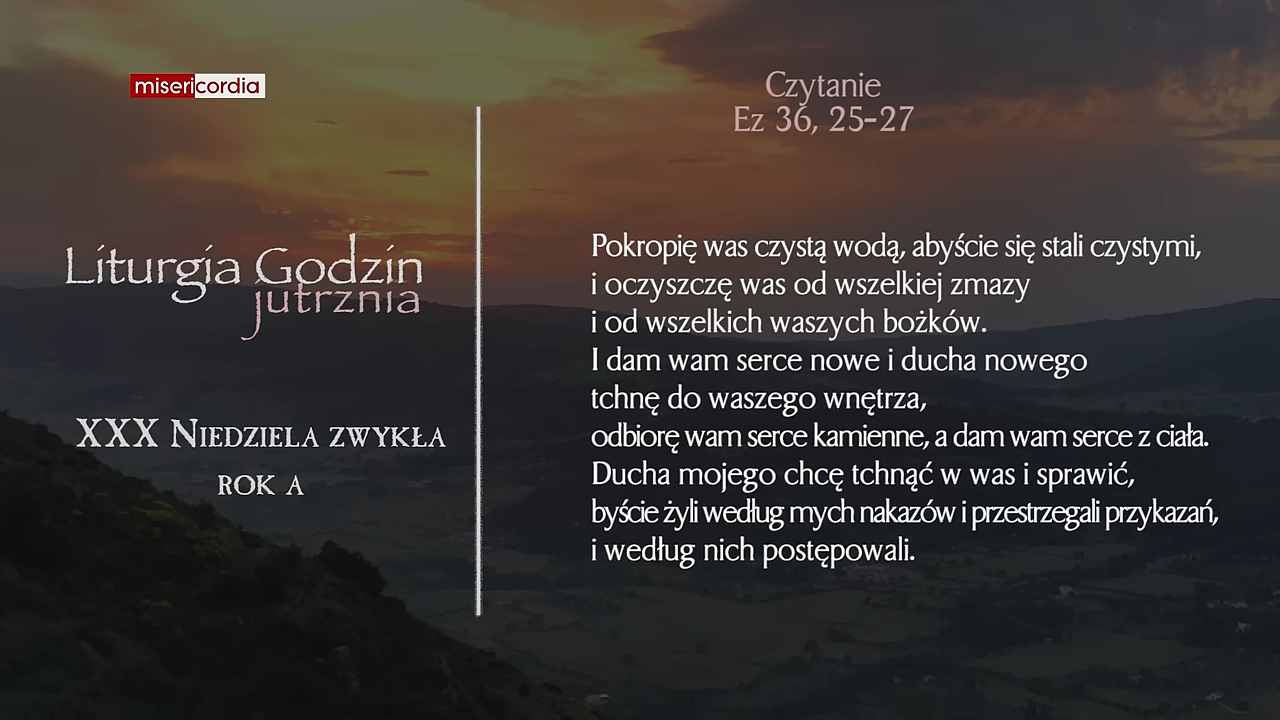 misericordia
Liturgia Godzin
jutrznia
XXX Niedziela zwykła
rok A
Czytanie
Ez 36, 25-27
Pokropię was czystą wodą, abyście się stali czystymi,
i oczyszczę was od wszelkiej zmazy
i od wszelkich waszych bożków.
I dam wam serce nowe i ducha nowego
tchnę do waszego wnętrza,
odbiorę wam serce kamienne, a dam wam serce z ciała.
Ducha mojego chcę tchnąć w was i sprawić,
byście żyli według mych nakazów i przestrzegali przykazań,
i według nich postępowali.